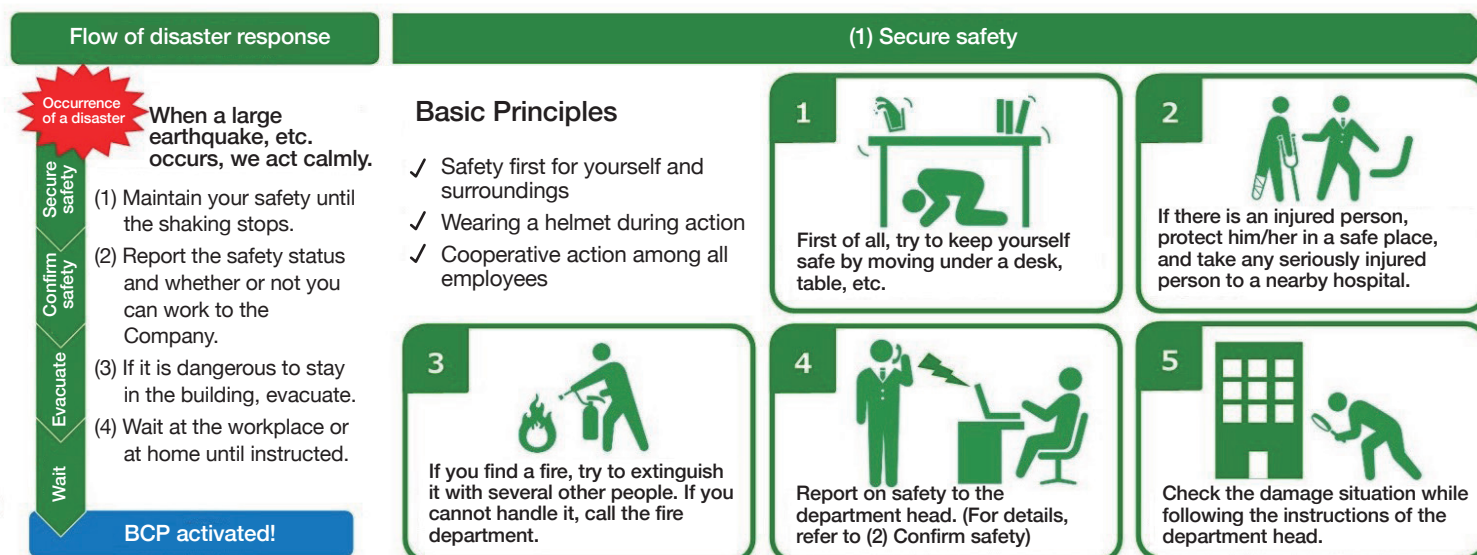 Flow of disaster response
Occurrence
of a disaster
When a large
earthquake, etc.
occurs, we act calmly.
Secure
safety
Confirm
safety
Evacuate
Wait
(1) Maintain your safety until
the shaking stops.
(2) Report the safety status
and whether or not you
can work to the
Company.
(3) If it is dangerous to stay
in the building, evacuate.
(4) Wait at the workplace or
at home until instructed.
BCP activated!
(1) Secure safety
Basic Principles
✓ Safety first for yourself and
surroundings
✓ Wearing a helmet during action
✓ Cooperative action among all
employees
1
First of all, try to keep yourself
safe by moving under a desk,
table, etc.
2
If there is an injured person,
protect him/her in a safe place,
and take any seriously injured
person to a nearby hospital.
3
If you find a fire, try to extinguish
it with several other people. If you
cannot handle it, call the fire
department.
4
Report on safety to the
department head. (For details,
refer to (2) Confirm safety)
5
Check the damage situation while
following the instructions of the
department head.